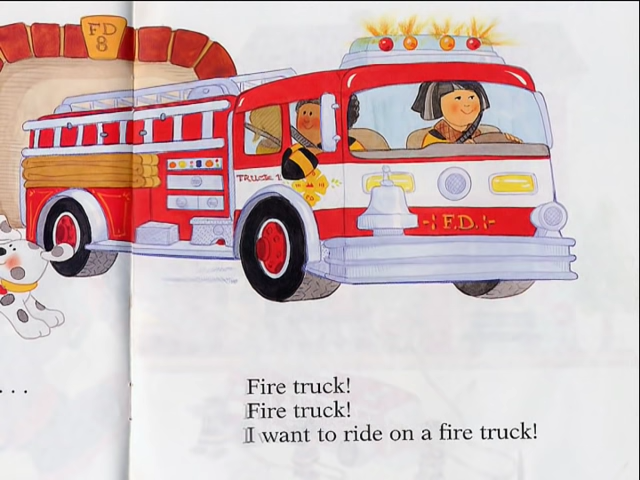 FD
8
TRUCK 1
F.D.
...
Fire truck!
Fire truck!
I want to ride on a fire truck!